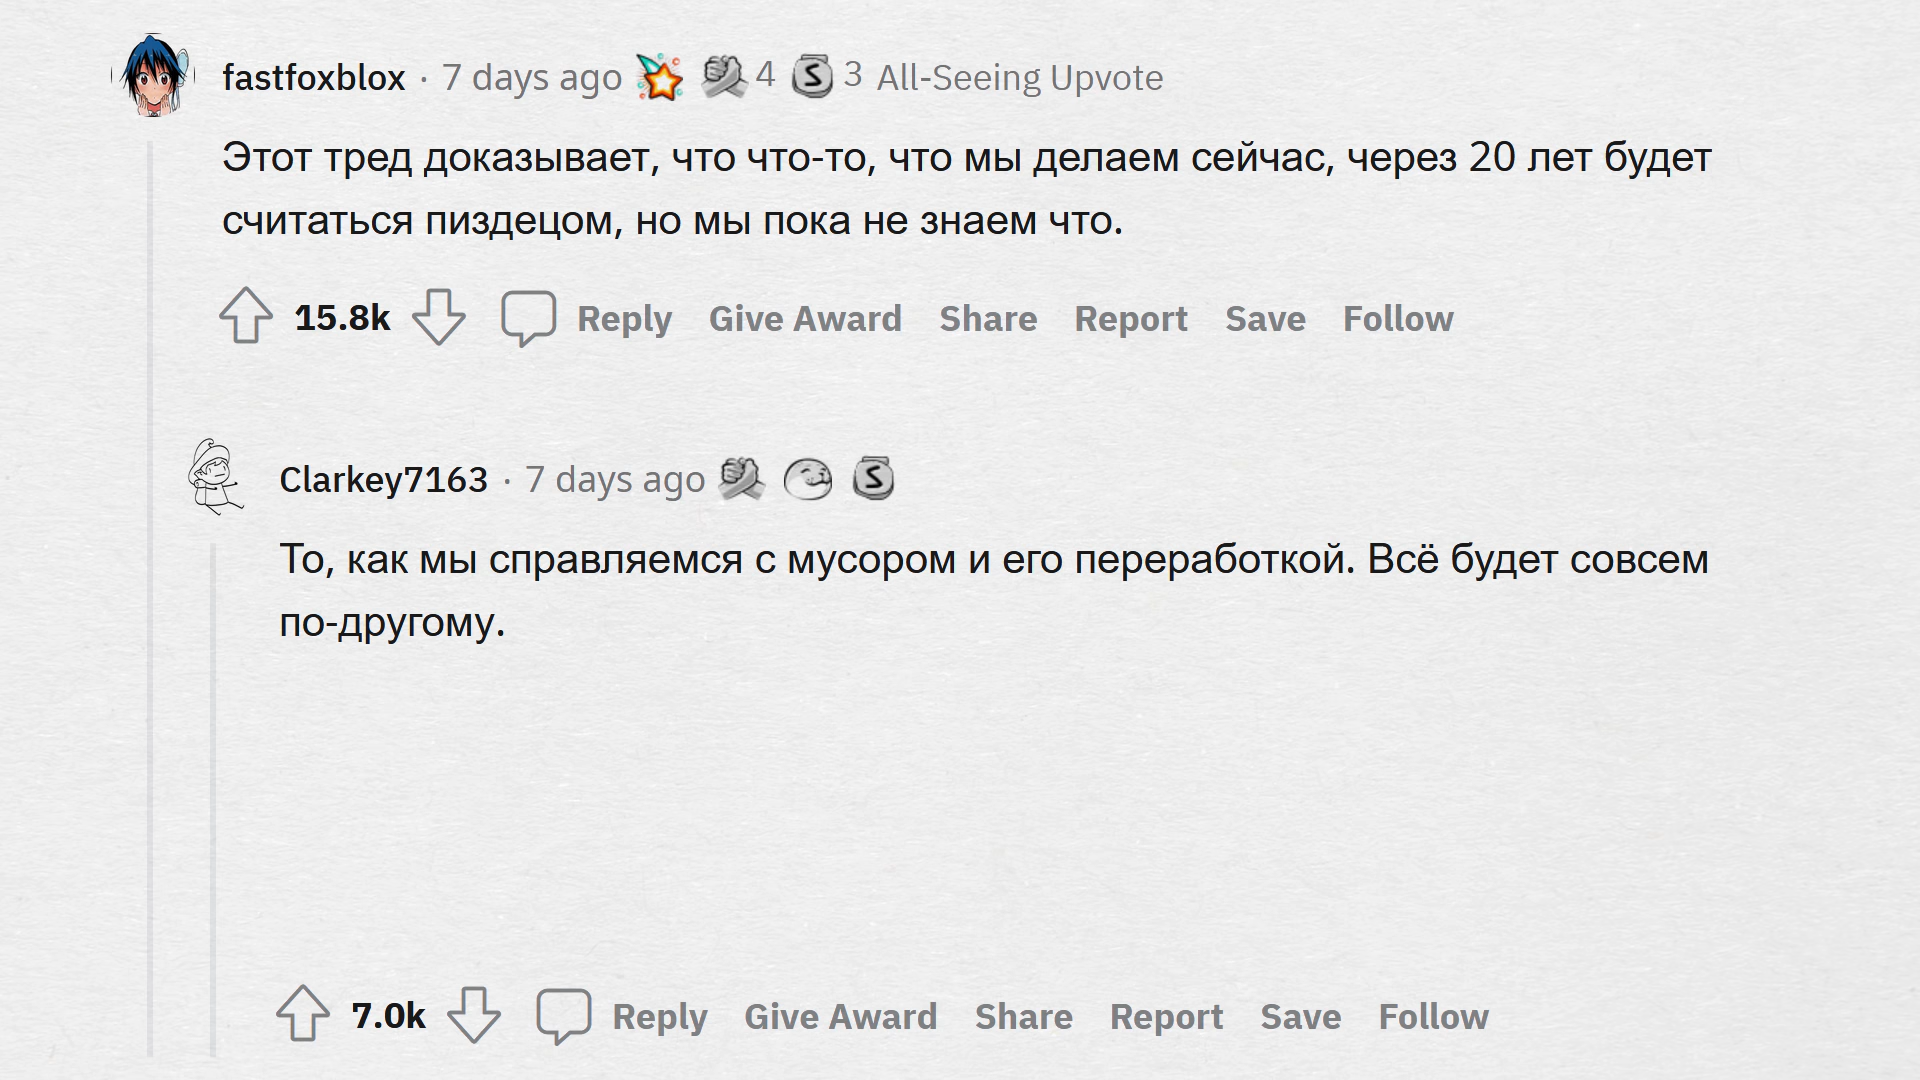 fastfoxblox · 7 days ago 4 3 All-Seeing Upvote
Этот тред доказывает, что что-то, что мы делаем сейчас, через 20 лет будет
считаться пиздецом, но мы пока не знаем что.
15.8k Reply Give Award Share Report Save Follow
Clarkey7163 · 7 days ago
То, как мы справляемся с мусором и его переработкой. Всё будет совсем
по-другому.
7.0k Reply Give Award Share Report Save Follow